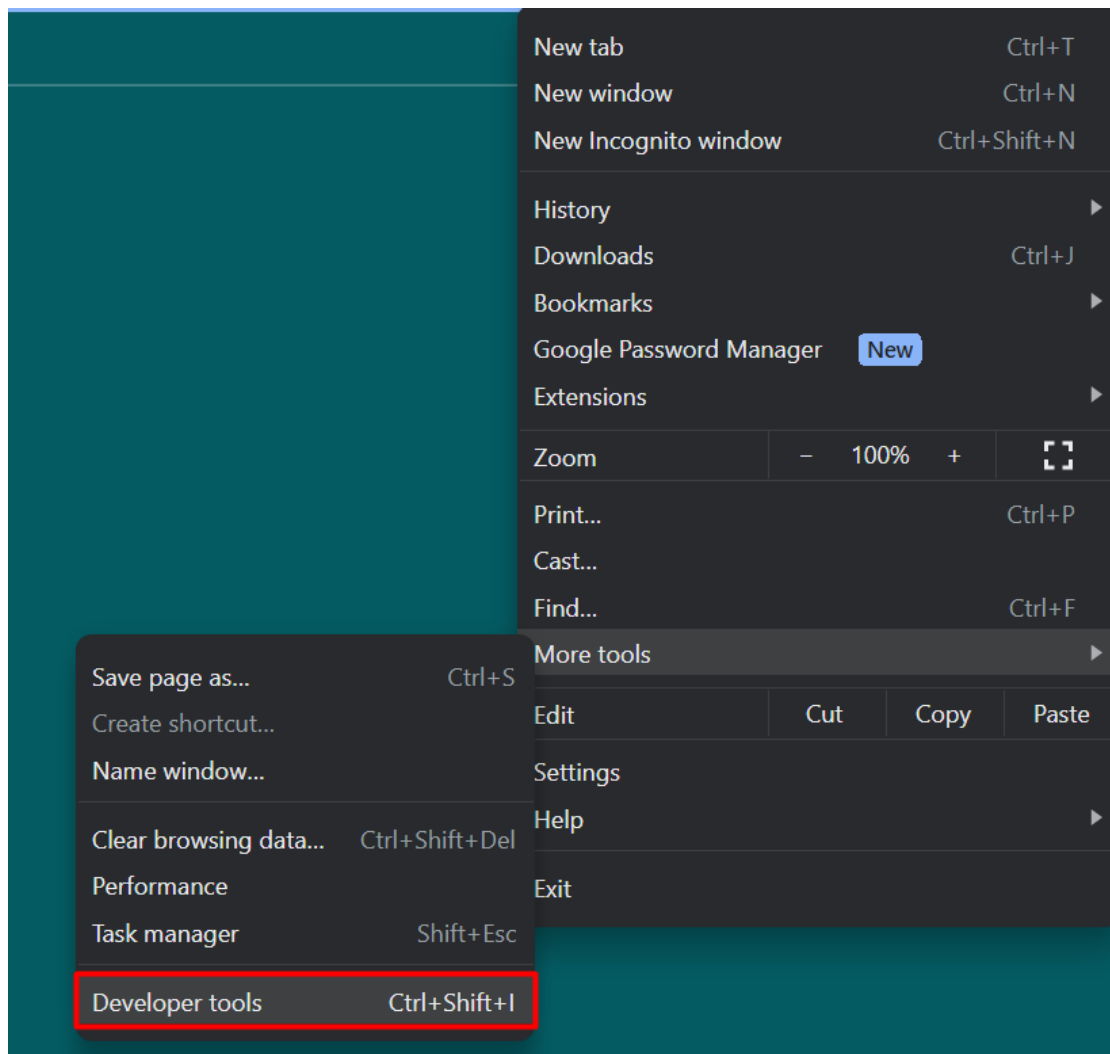 New tab Ctrl+T
New window Ctrl+N
New Incognito window Ctrl+Shift+N
History
Downloads Ctrl+J
Bookmarks
Google Password Manager New
Extensions
Zoom − 100% +
Print... Ctrl+P
Cast...
Find... Ctrl+F
More tools
Edit Cut Copy Paste
Settings
Help
Exit
Save page as... Ctrl+S
Create shortcut...
Name window...
Clear browsing data... Ctrl+Shift+Del
Performance
Task manager Shift+Esc
Developer tools Ctrl+Shift+I